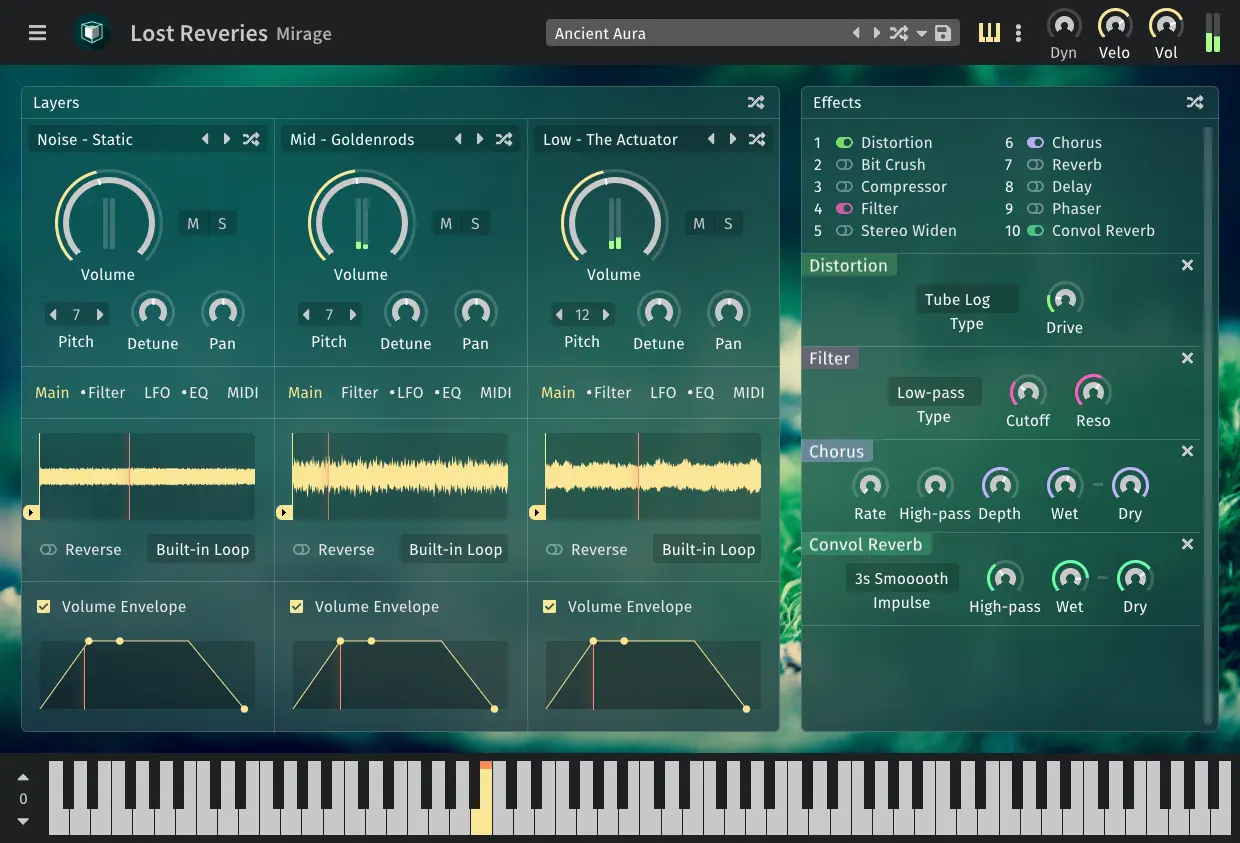 Lost Reveries Mirage
Ancient Aura
Dyn Velo Vol
Layers
Noise - Static
M S
Volume
7
Pitch Detune Pan
Main •Filter LFO •EQ MIDI
Reverse Built-in Loop
Volume Envelope
Mid - Goldenrods
M S
Volume
7
Pitch Detune Pan
Main Filter •LFO •EQ MIDI
Reverse Built-in Loop
Volume Envelope
Low - The Actuator
M S
Volume
12
Pitch Detune Pan
Main •Filter LFO •EQ MIDI
Reverse Built-in Loop
Volume Envelope
Effects
1 Distortion
2 Bit Crush
3 Compressor
4 Filter
5 Stereo Widen
6 Chorus
7 Reverb
8 Delay
9 Phaser
10 Convol Reverb
Distortion
Tube Log
Type Drive
Filter
Low-pass
Type Cutoff Reso
Chorus
Rate High-pass Depth Wet Dry
Convol Reverb
3s Smooooth
Impulse High-pass Wet Dry
0